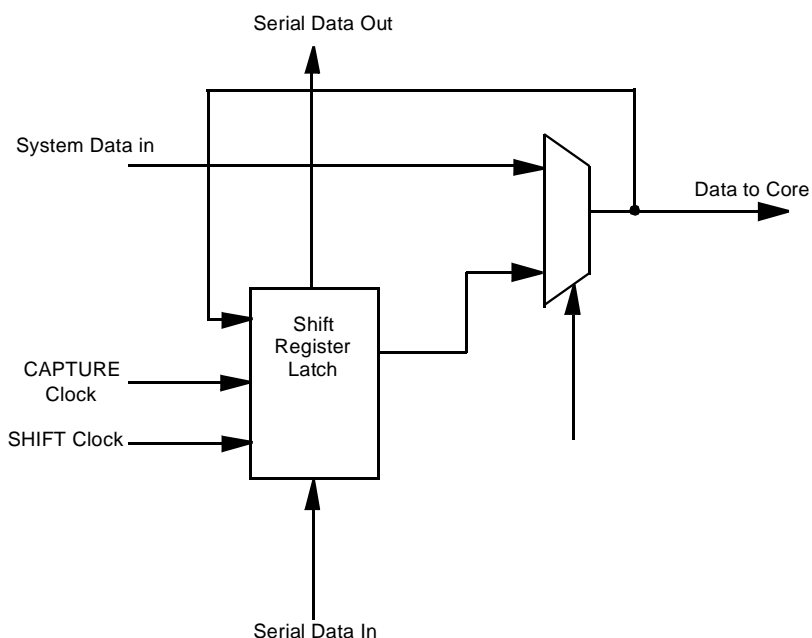 Serial Data Out
System Data in
Data to Core
Shift
Register
Latch
CAPTURE
Clock
SHIFT Clock
Serial Data In